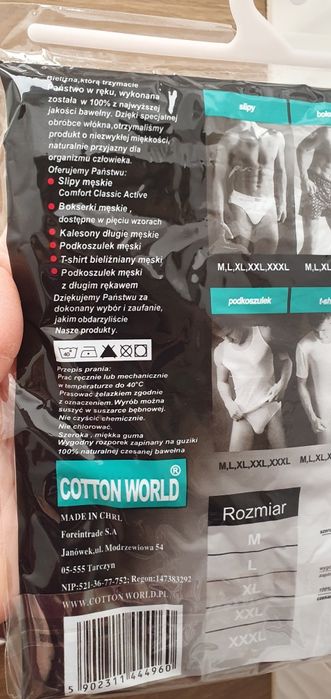 Bielizna,którą trzymacie
Państwo w ręku, wykonana
została w 100% z najwyższej
jakości bawełny. Dzięki specjalnej
obróbce włókna,otrzymaliśmy
produkt o niezwykłej miękkości,
naturalnie przyjazny dla
organizmu człowieka.
Oferujemy Państwu:
Slipy męskie
Comfort Classic Active
Bokserki męskie,
dostępne w pięciu wzorach
Kalesony długie męskie
Podkoszulek męski
T-shirt bieliźniany męski
Podkoszulek męski
z długim rękawem
Dziękujemy Państwu za
dokonany wybór i zaufanie,
jakim obdarzyliście
Nasze produkty.
40°
Przepis prania:
Prać ręcznie lub mechanicznie
w temperaturze do 40°C
Prasować żelazkiem zgodnie
z oznaczeniem. Wyrób można
suszyć w suszarce bębnowej.
Nie czyścić chemicznie.
Nie chlorować.
Szeroka, miękka guma
Wygodny rozporek zapinany na guziki
100% naturalnej czesanej bawełna
COTTON WORLD®
MADE IN CHRL
Foreintrade S.A
Janówek,ul. Modrzewiowa 54
05-555 Tarczyn
NIP:521-36-77-752; Regon:147383292
WWW.COTTONWORLD.PL
5 902311 444960
slipy
M,L,XL,XXL,XXXL
podkoszulek
M,L,XL,XXL,XXXL
Rozmiar
M
L
XL
XXL
XXXL